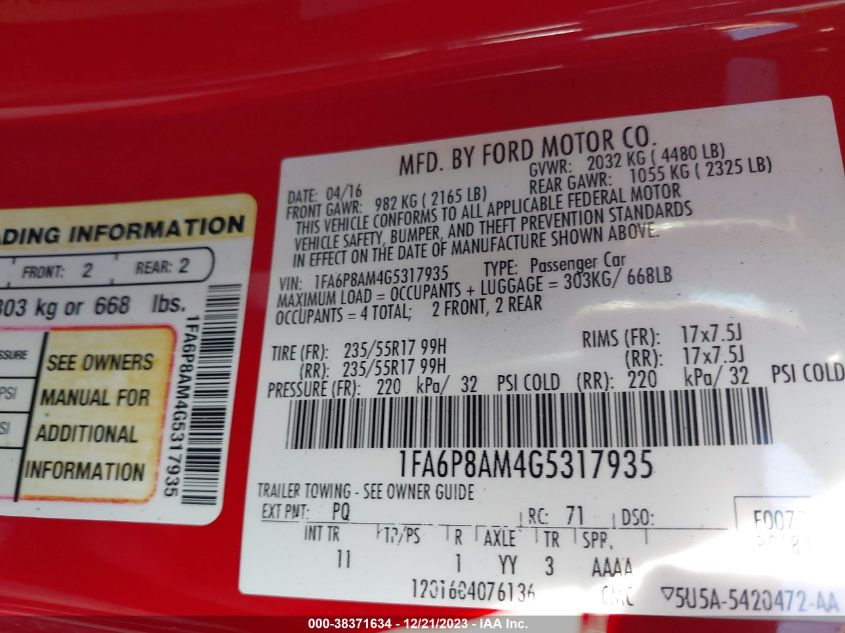 ADING INFORMATION
FRONT: 2 REAR: 2
303 kg or 668 lbs.
SSURE
PSI
SI
SEE OWNERS
MANUAL FOR
ADDITIONAL
INFORMATION
1FA6P8AM4G5317935
MFD. BY FORD MOTOR CO.
DATE: 04/16 GVWR: 2032 KG ( 4480 LB)
FRONT GAWR: 982 KG ( 2165 LB) REAR GAWR: 1055 KG ( 2325 LB)
THIS VEHICLE CONFORMS TO ALL APPLICABLE FEDERAL MOTOR
VEHICLE SAFETY, BUMPER, AND THEFT PREVENTION STANDARDS
IN EFFECT ON THE DATE OF MANUFACTURE SHOWN ABOVE.
VIN: 1FA6P8AM4G5317935 TYPE: Passenger Car
MAXIMUM LOAD = OCCUPANTS + LUGGAGE = 303KG/ 668LB
OCCUPANTS = 4 TOTAL; 2 FRONT, 2 REAR
TIRE (FR): 235/55R17 99H RIMS (FR): 17x7.5J
(RR): 235/55R17 99H (RR): 17x7.5J
PRESSURE (FR): 220 kPa/ 32 PSI COLD (RR): 220 kPa/ 32 PSI COLD
1FA6P8AM4G5317935
TRAILER TOWING - SEE OWNER GUIDE
EXT PNT: PQ RC: 71 DSO:
INT TR TP/PS R AXLE TR SPR
11 1 YY 3 AAAA
1201604076136
5U5A-5420472-AA
000-38371634 - 12/21/2023 - IAA Inc.